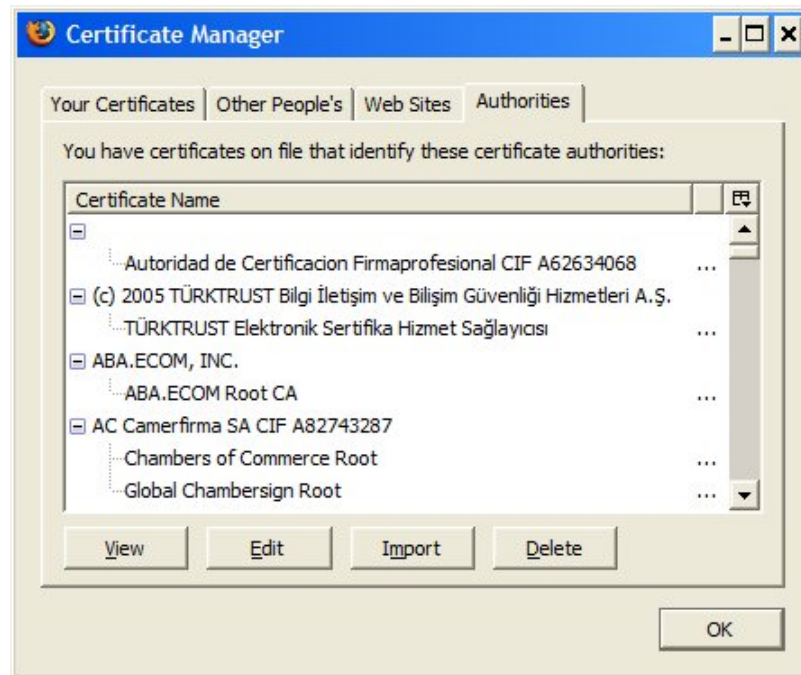 Certificate Manager
Your Certificates Other People's Web Sites Authorities
You have certificates on file that identify these certificate authorities:
Certificate Name
Autoridad de Certificacion Firmaprofesional CIF A62634068 ...
(c) 2005 TÜRKTRUST Bilgi İletişim ve Bilişim Güvenliği Hizmetleri A.Ş.
TÜRKTRUST Elektronik Sertifika Hizmet Sağlayıcısı ...
ABA.ECOM, INC.
ABA.ECOM Root CA ...
AC Camerfirma SA CIF A82743287
Chambers of Commerce Root ...
Global Chambersign Root ...
View Edit Import Delete
OK